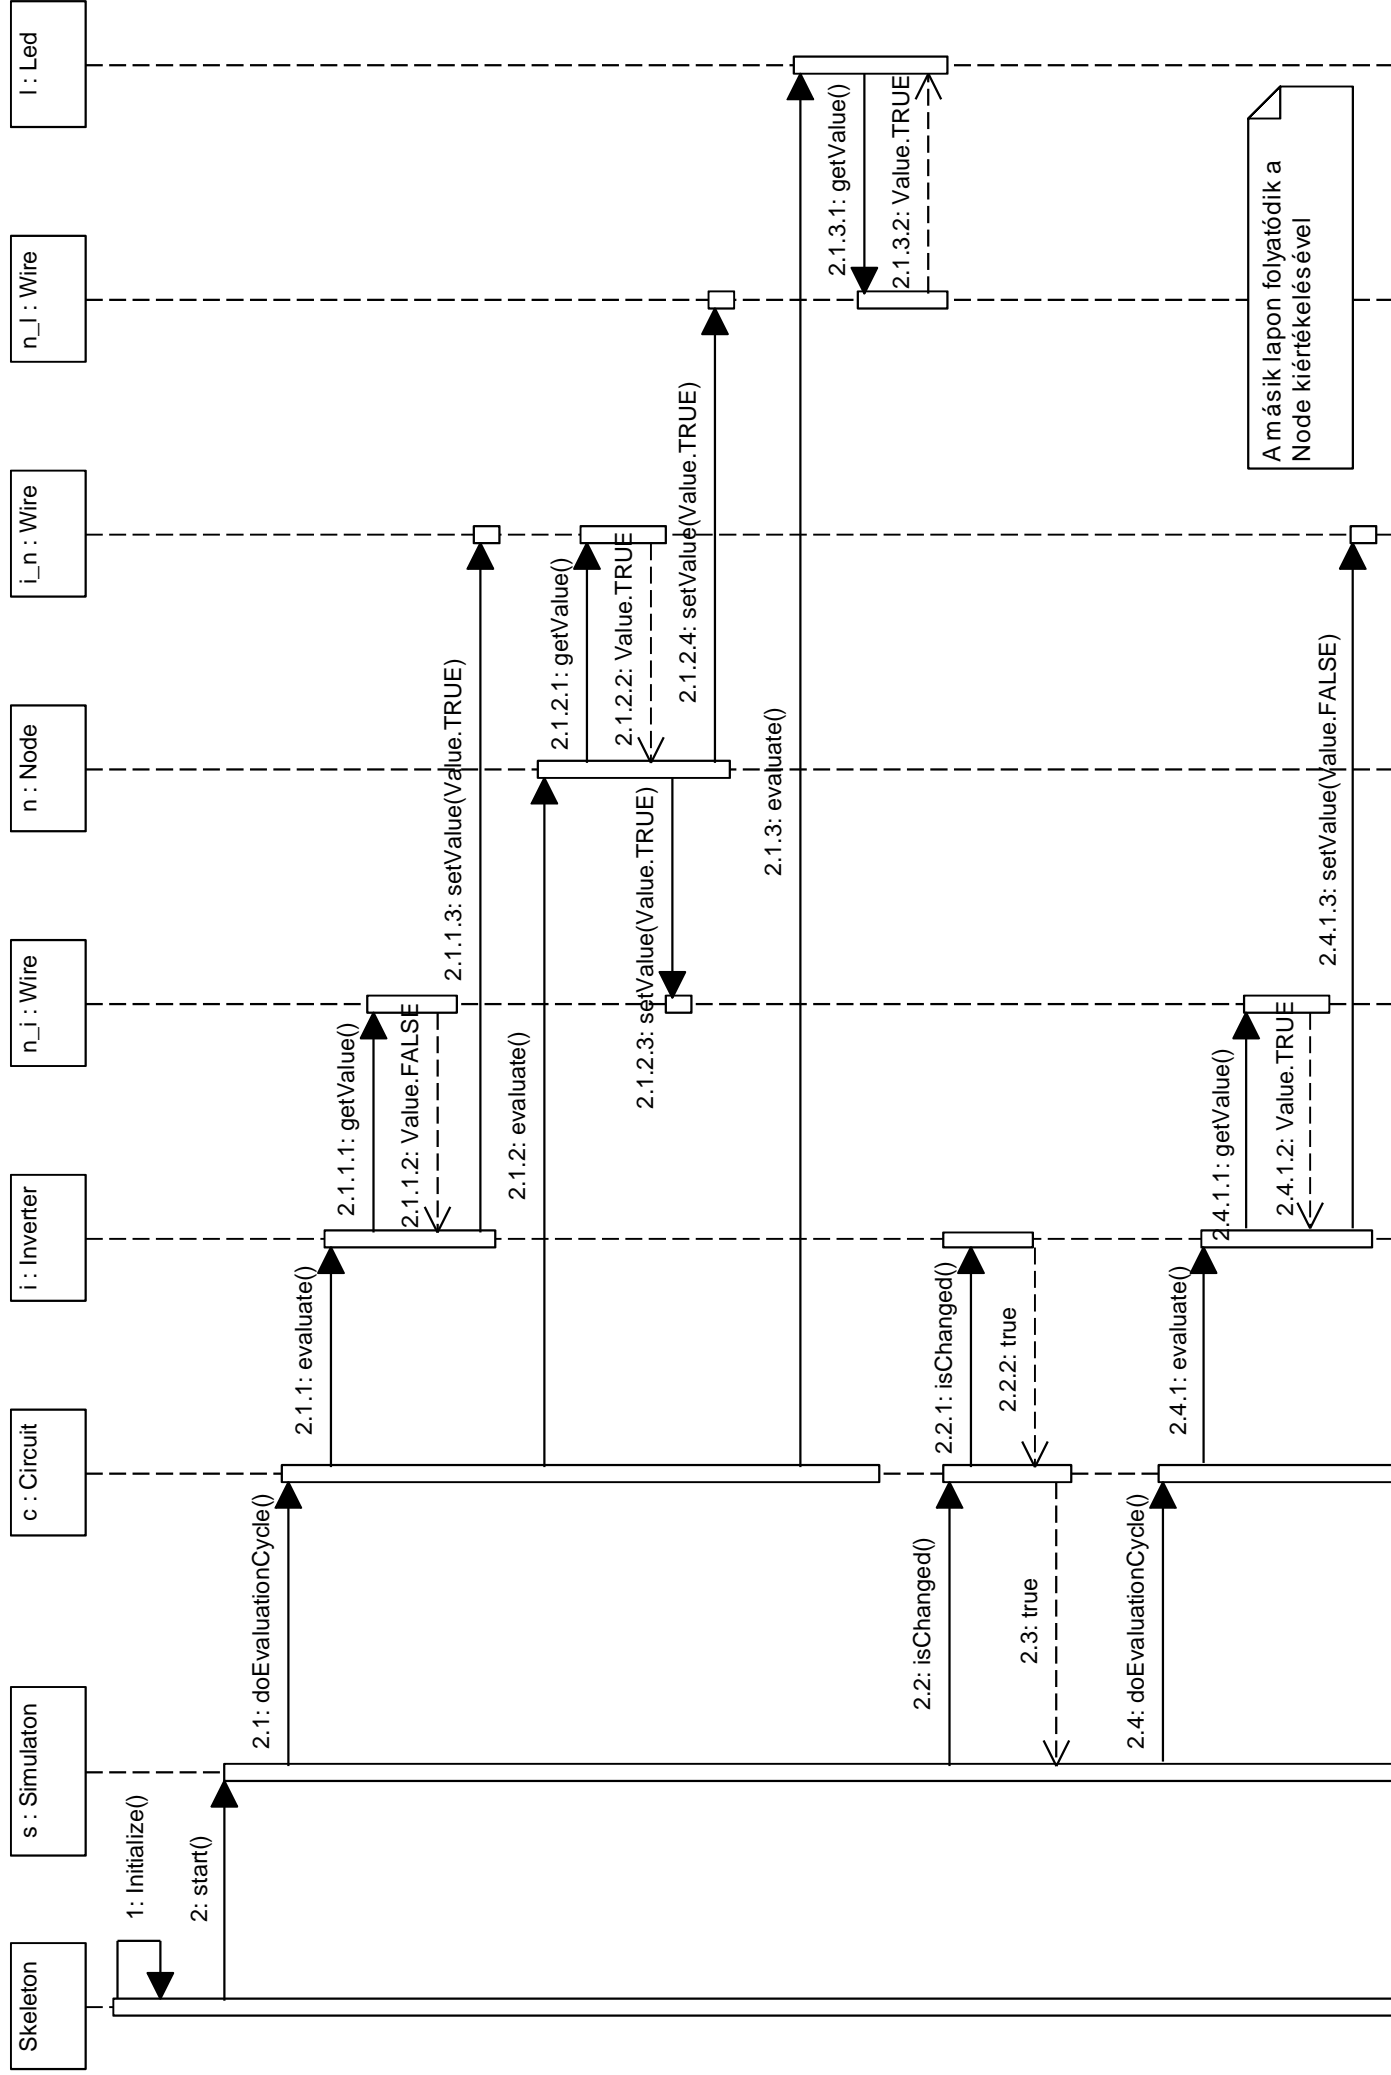 Skeleton
s : Simulaton
c : Circuit
i : Inverter
n_i : Wire
n : Node
i_n : Wire
n_l : Wire
l : Led
1: Initialize()
2: start()
2.1: doEvaluationCycle()
2.1.1: evaluate()
2.1.1.1: getValue()
2.1.1.2: Value.FALSE
2.1.1.3: setValue(Value.TRUE)
2.1.2: evaluate()
2.1.2.1: getValue()
2.1.2.2: Value.TRUE
2.1.2.3: setValue(Value.TRUE)
2.1.2.4: setValue(Value.TRUE)
2.1.3: evaluate()
2.1.3.1: getValue()
2.1.3.2: Value.TRUE
2.2: isChanged()
2.2.1: isChanged()
2.2.2: true
2.3: true
2.4: doEvaluationCycle()
2.4.1: evaluate()
2.4.1.1: getValue()
2.4.1.2: Value.TRUE
2.4.1.3: setValue(Value.FALSE)
A másik lapon folyatódik a
Node kiértékelésével